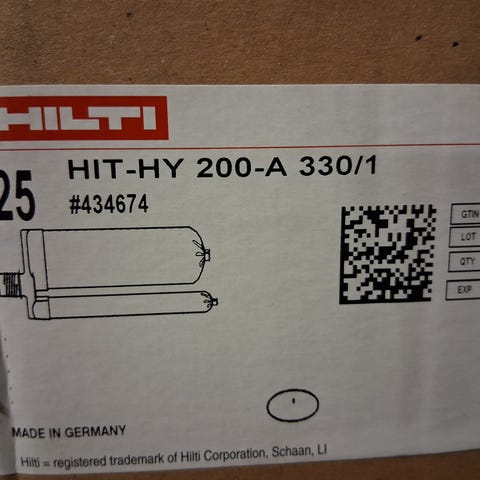 HILTI
25
HIT-HY 200-A 330/1
#434674
GTIN
LOT
QTY
EXP
MADE IN GERMANY
Hilti = registered trademark of Hilti Corporation, Schaan, LI